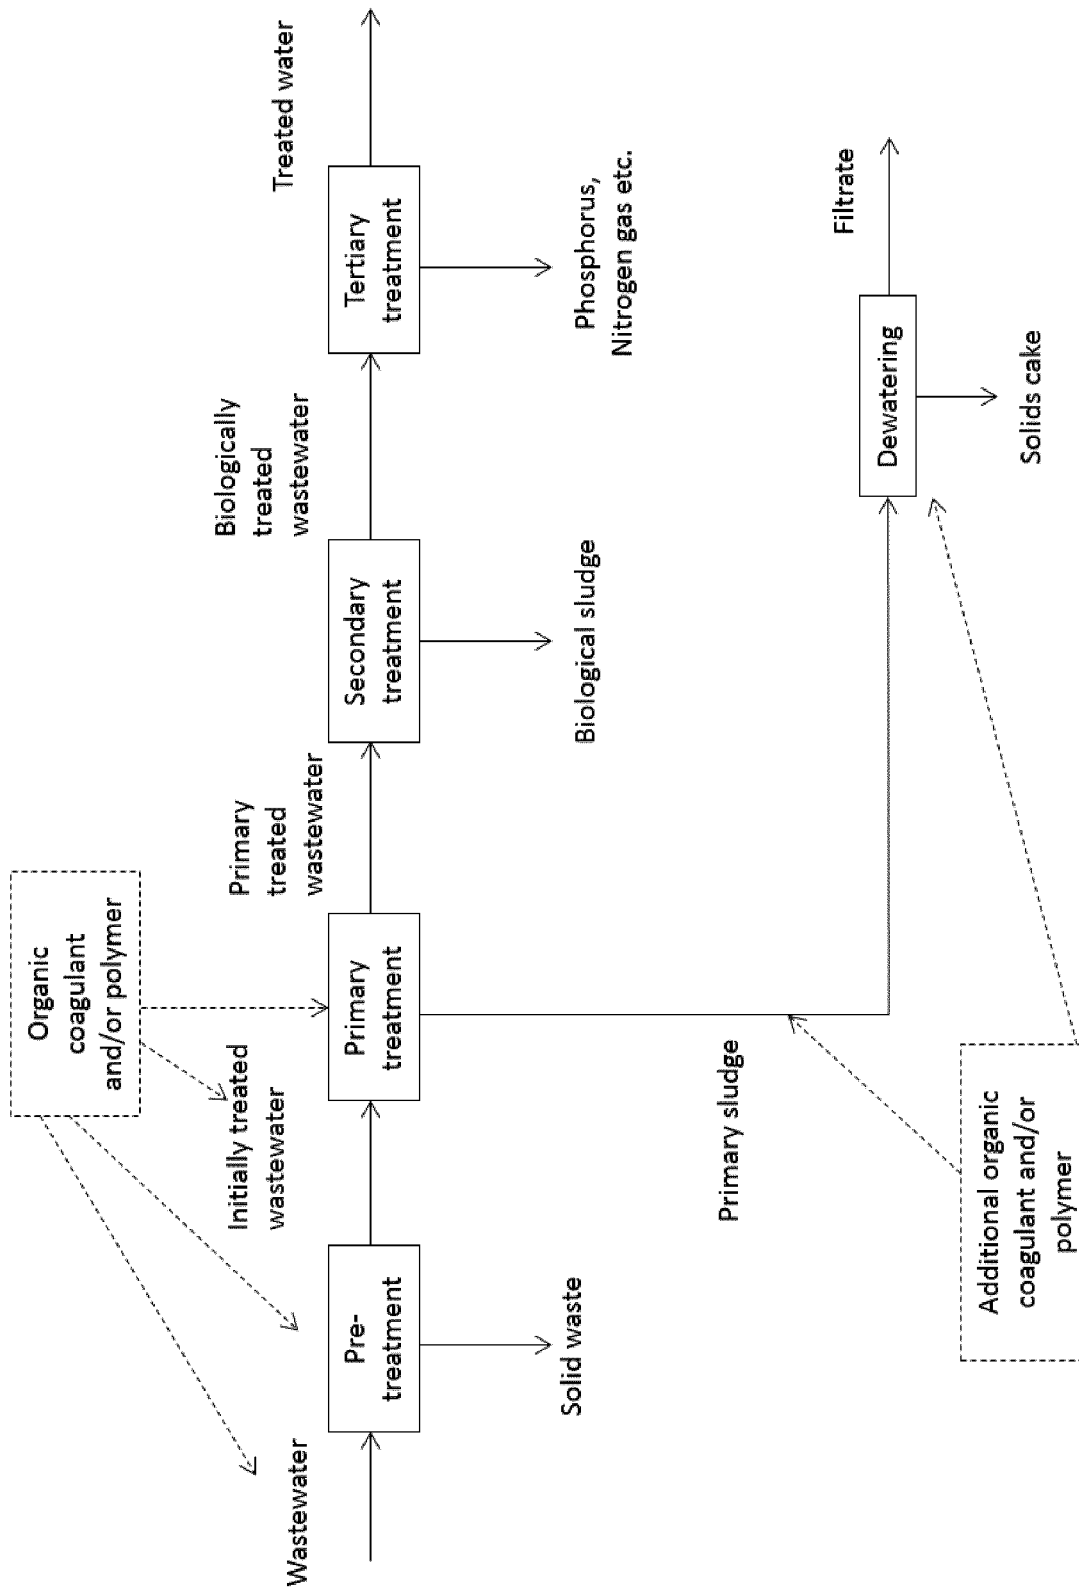 Organic
coagulant
and/or polymer
Wastewater
Pre-
treatment
Solid waste
Initially treated
wastewater
Primary
treatment
Primary
treated
wastewater
Secondary
treatment
Biological sludge
Biologically
treated
wastewater
Tertiary
treatment
Phosphorus,
Nitrogen gas etc.
Treated water
Primary sludge
Additional organic
coagulant and/or
polymer
Dewatering
Solids cake
Filtrate